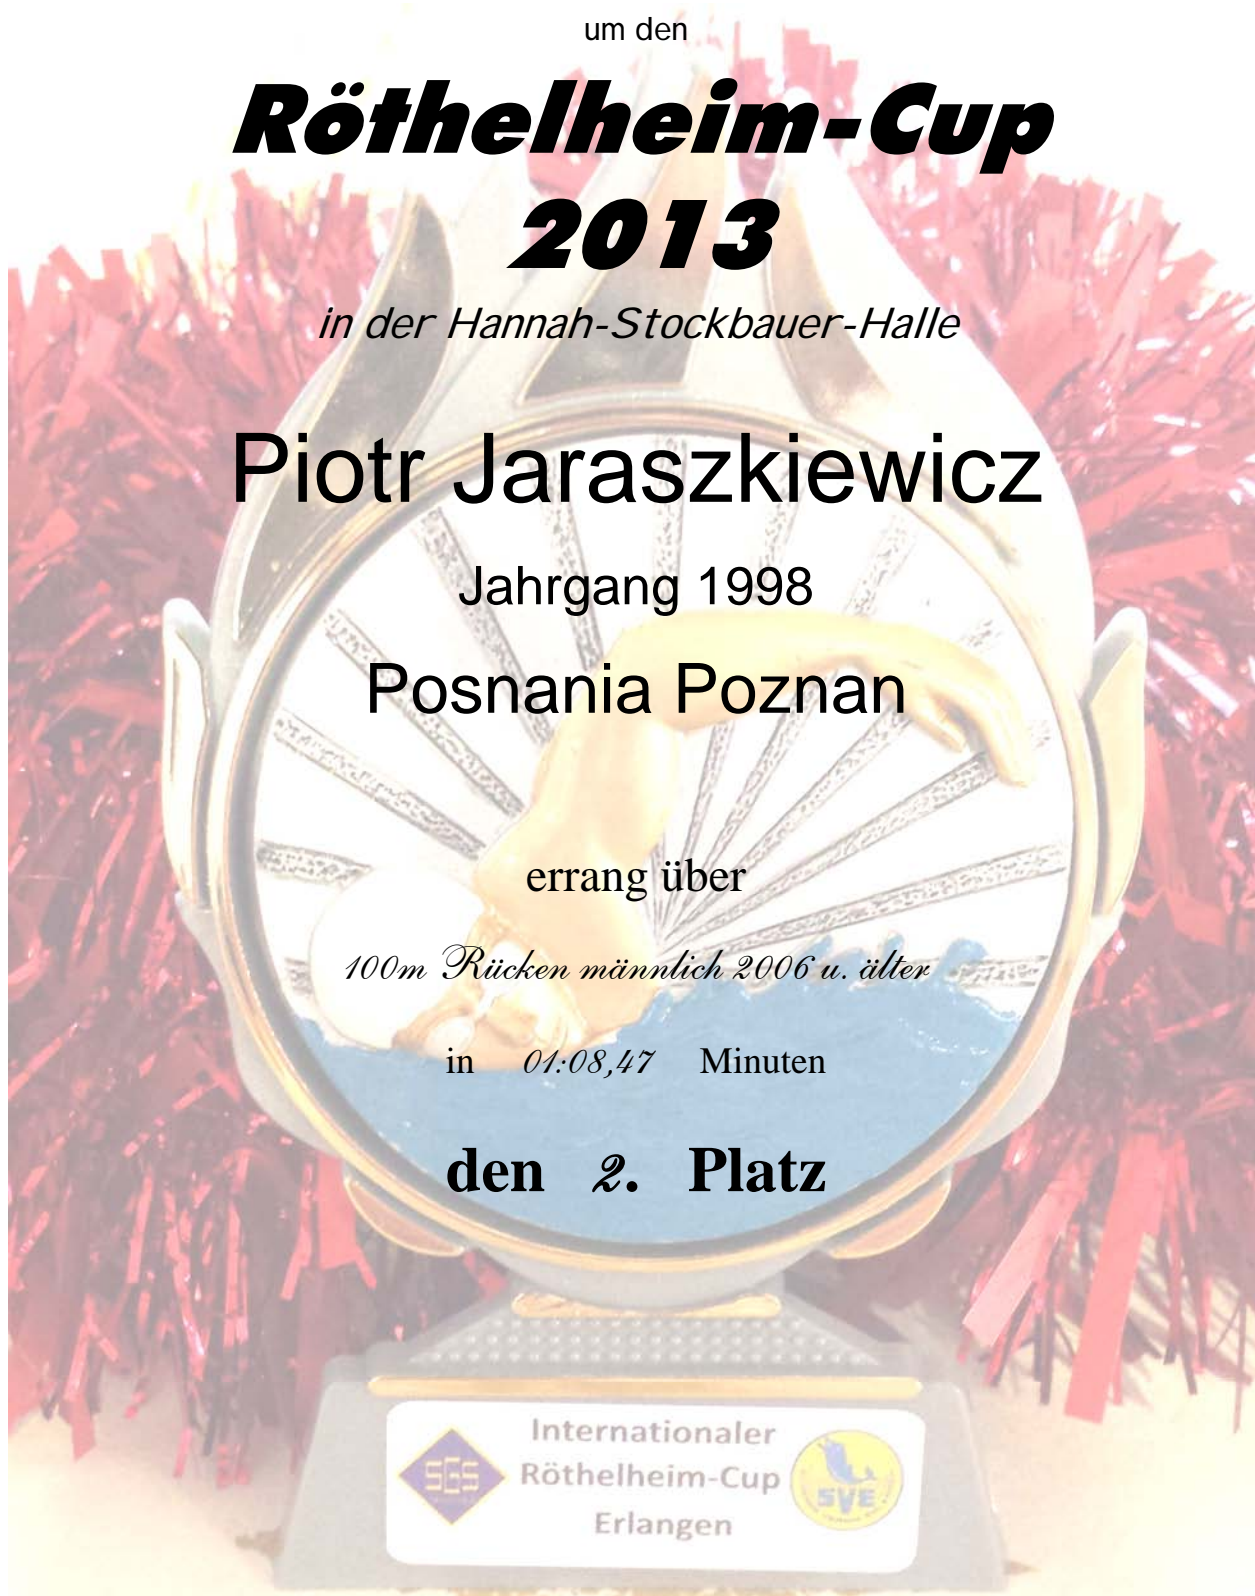 um den
Röthelheim-Cup
2013
in der Hannah-Stockbauer-Halle
Piotr Jaraszkiewicz
Jahrgang 1998
Posnania Poznan
errang über
100m Rücken männlich 2006 u. älter
in 01:08,47 Minuten
den 2. Platz
Internationaler
SGS Röthelheim-Cup SVE
Erlangen